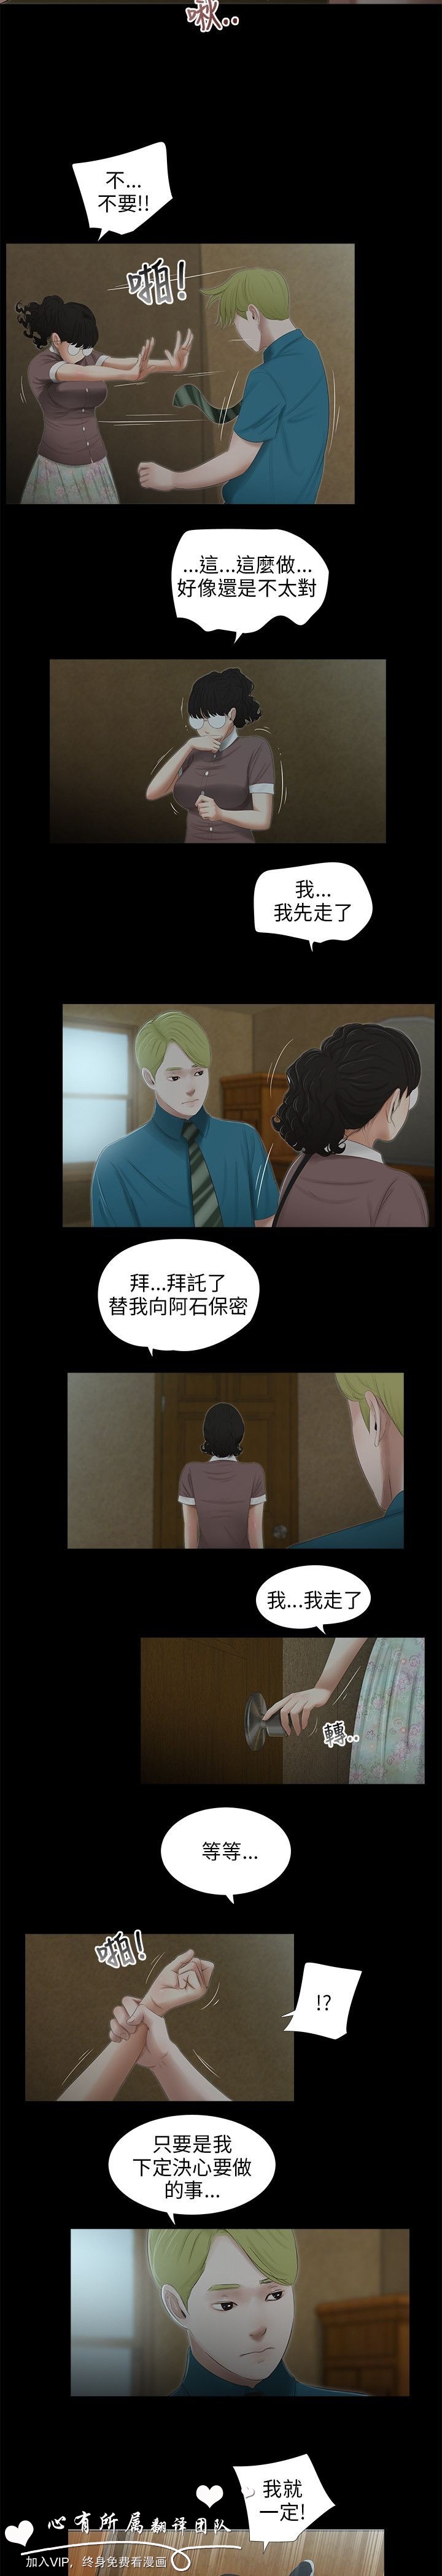 啾..
不...
不要!!
啪!
...這...這麼做...
好像還是不太對
我...
我先走了
拜...拜託了
替我向阿石保密
我...我走了
轉..
等等...
啪!
!?
只要是我
下定決心要做
的事...
我就
一定!
心有所属翻译团队
加入VIP，终身免费看漫画